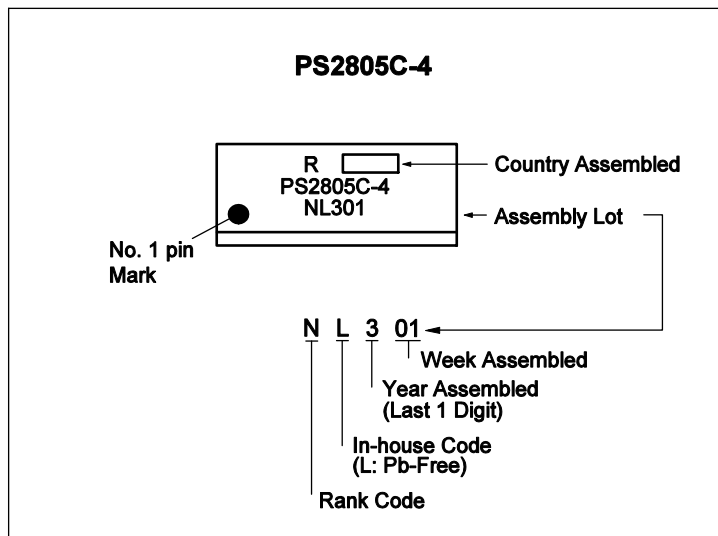 PS2805C-4
R
Country Assembled
PS2805C-4
NL301
Assembly Lot
No. 1 pin
Mark
N L 3 01
Week Assembled
Year Assembled
(Last 1 Digit)
In-house Code
(L: Pb-Free)
Rank Code